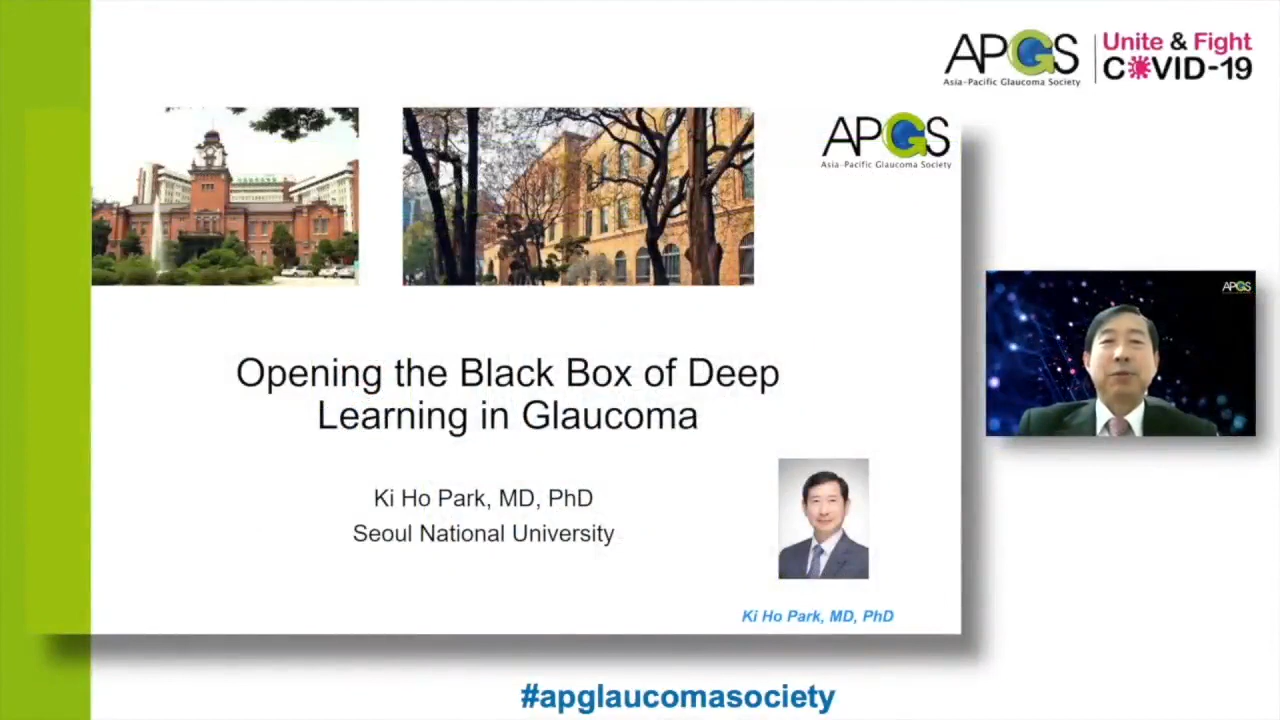 APGS
Asia-Pacific Glaucoma Society
Unite & Fight
COVID-19
APGS
Asia-Pacific Glaucoma Society
APGS
Opening the Black Box of Deep
Learning in Glaucoma
Ki Ho Park, MD, PhD
Seoul National University
Ki Ho Park, MD, PhD
#apglaucomasociety